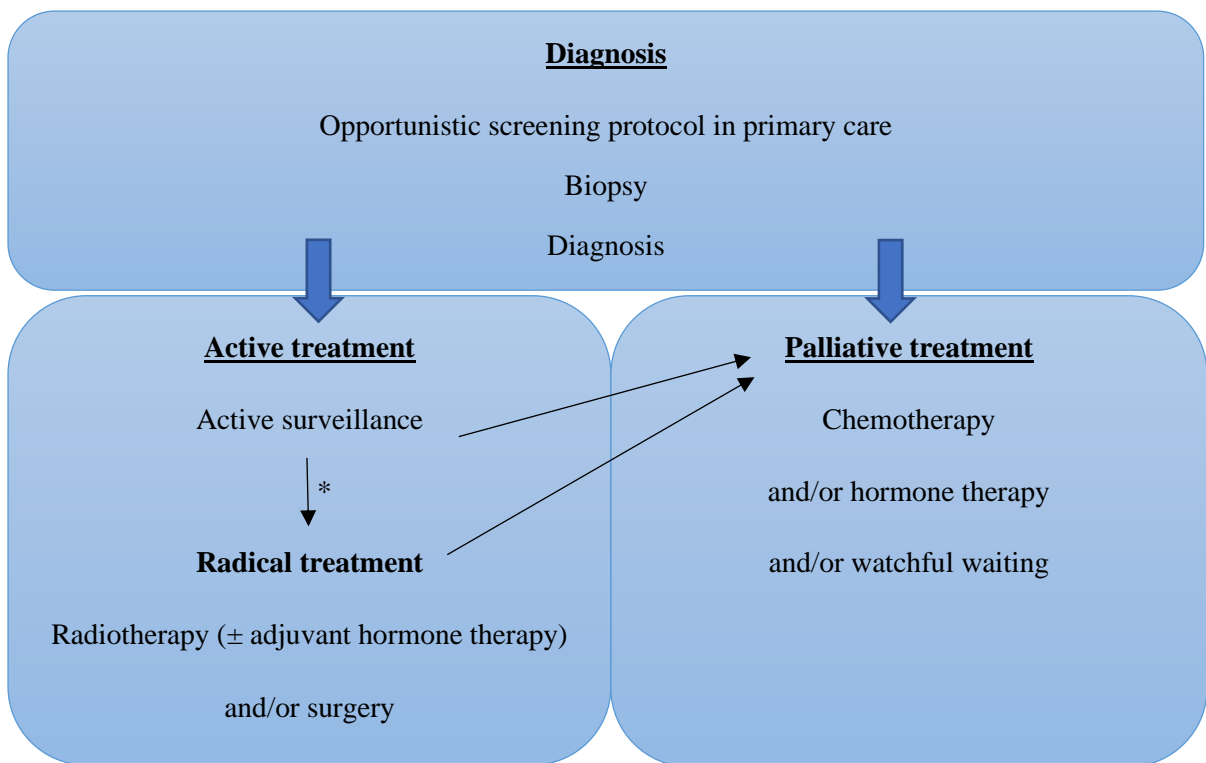 Diagnosis
Opportunistic screening protocol in primary care
Biopsy
Diagnosis
Active treatment
Active surveillance
*
Radical treatment
Radiotherapy (± adjuvant hormone therapy)
and/or surgery
Palliative treatment
Chemotherapy
and/or hormone therapy
and/or watchful waiting